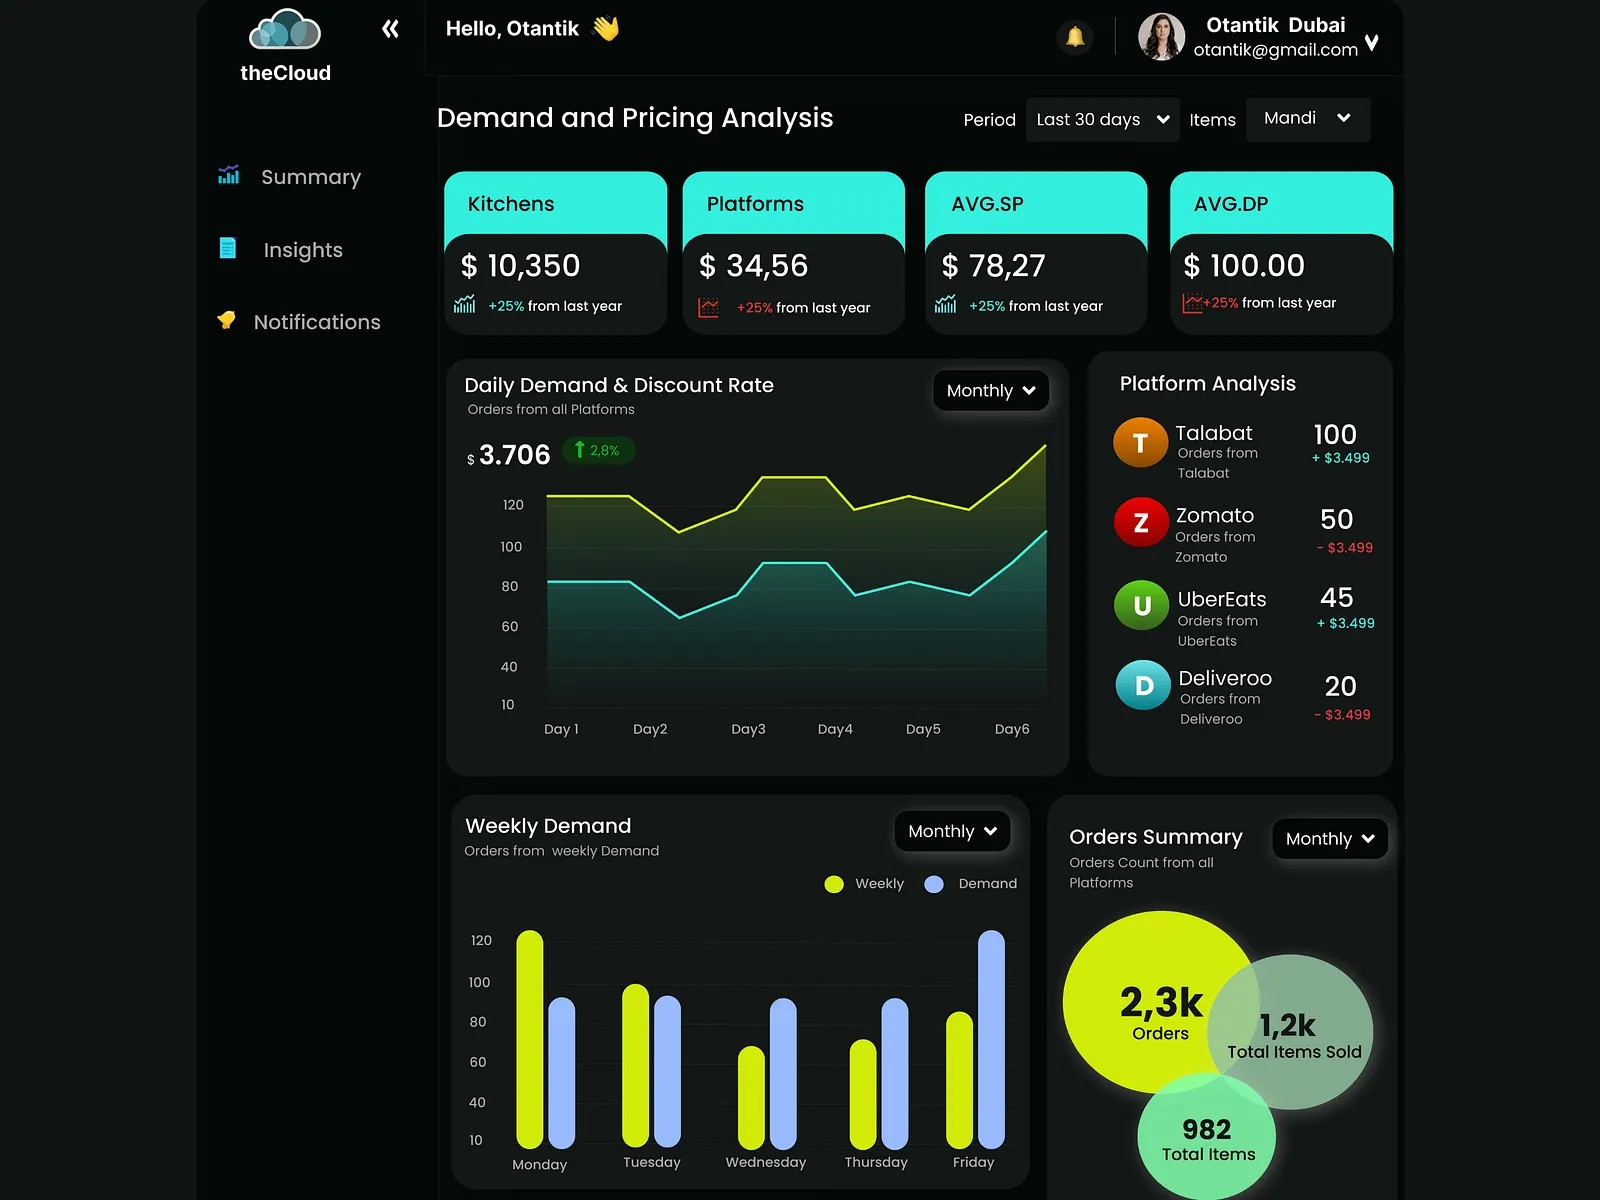 theCloud
Hello, Otantik 👋
Otantik Dubai
otantik@gmail.com
Demand and Pricing Analysis
Period
Last 30 days
Items
Mandi
Summary
Insights
Notifications
Kitchens
$ 10,350
+25% from last year
Platforms
$ 34,56
+25% from last year
AVG.SP
$ 78,27
+25% from last year
AVG.DP
$ 100.00
+25% from last year
Daily Demand & Discount Rate
Orders from all Platforms
Monthly
$ 3.706
2,8%
120
100
80
60
40
10
Day 1
Day2
Day3
Day4
Day5
Day6
Platform Analysis
T
Talabat
Orders from
Talabat
100
+ $3.499
Z
Zomato
Orders from
Zomato
50
- $3.499
U
UberEats
Orders from
UberEats
45
+ $3.499
D
Deliveroo
Orders from
Deliveroo
20
- $3.499
Weekly Demand
Orders from weekly Demand
Monthly
Weekly
Demand
120
100
80
60
40
10
Monday
Tuesday
Wednesday
Thursday
Friday
Orders Summary
Orders Count from all
Platforms
Monthly
2,3k
Orders
1,2k
Total Items Sold
982
Total Items